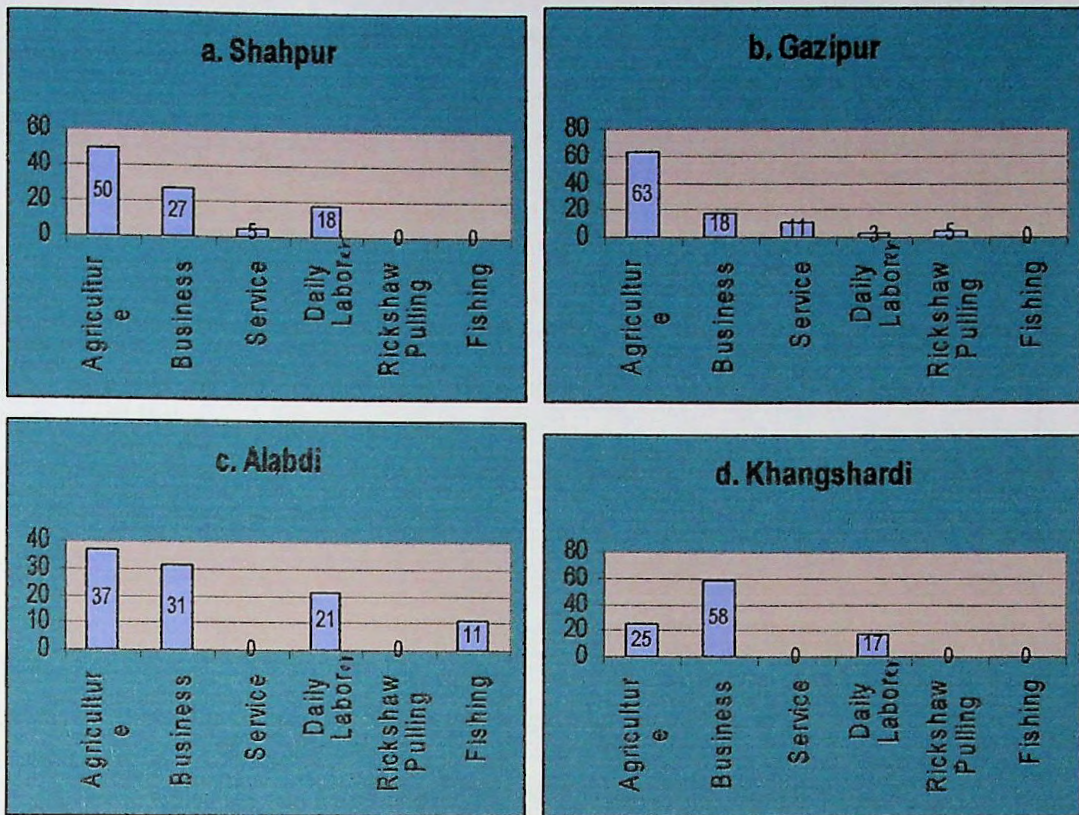 a. Shahpur
60
40
20
0
50
27
5
18
0
0
Agricultur
e
Business
Service
Daily
Labor
Rickshaw
Pulling
Fishing
b. Gazipur
80
60
40
20
0
63
18
11
3
5
0
Agricultur
e
Business
Service
Daily
Labor
Rickshaw
Pulling
Fishing
c. Alabdi
40
30
20
10
0
37
31
0
21
0
11
Agricultur
e
Business
Service
Daily
Labor
Rickshaw
Pulling
Fishing
d. Khangshardi
80
60
40
20
0
25
58
0
17
0
0
Agricultur
e
Business
Service
Daily
Labor
Rickshaw
Pulling
Fishing